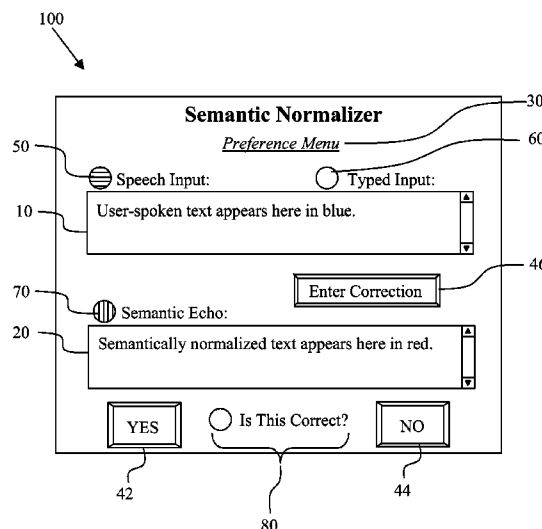 100
Semantic Normalizer
30
Preference Menu
60
50
Speech Input:
Typed Input:
10
User-spoken text appears here in blue.
46
Enter Correction
70
Semantic Echo:
20
Semantically normalized text appears here in red.
YES
Is This Correct?
NO
42
44
80